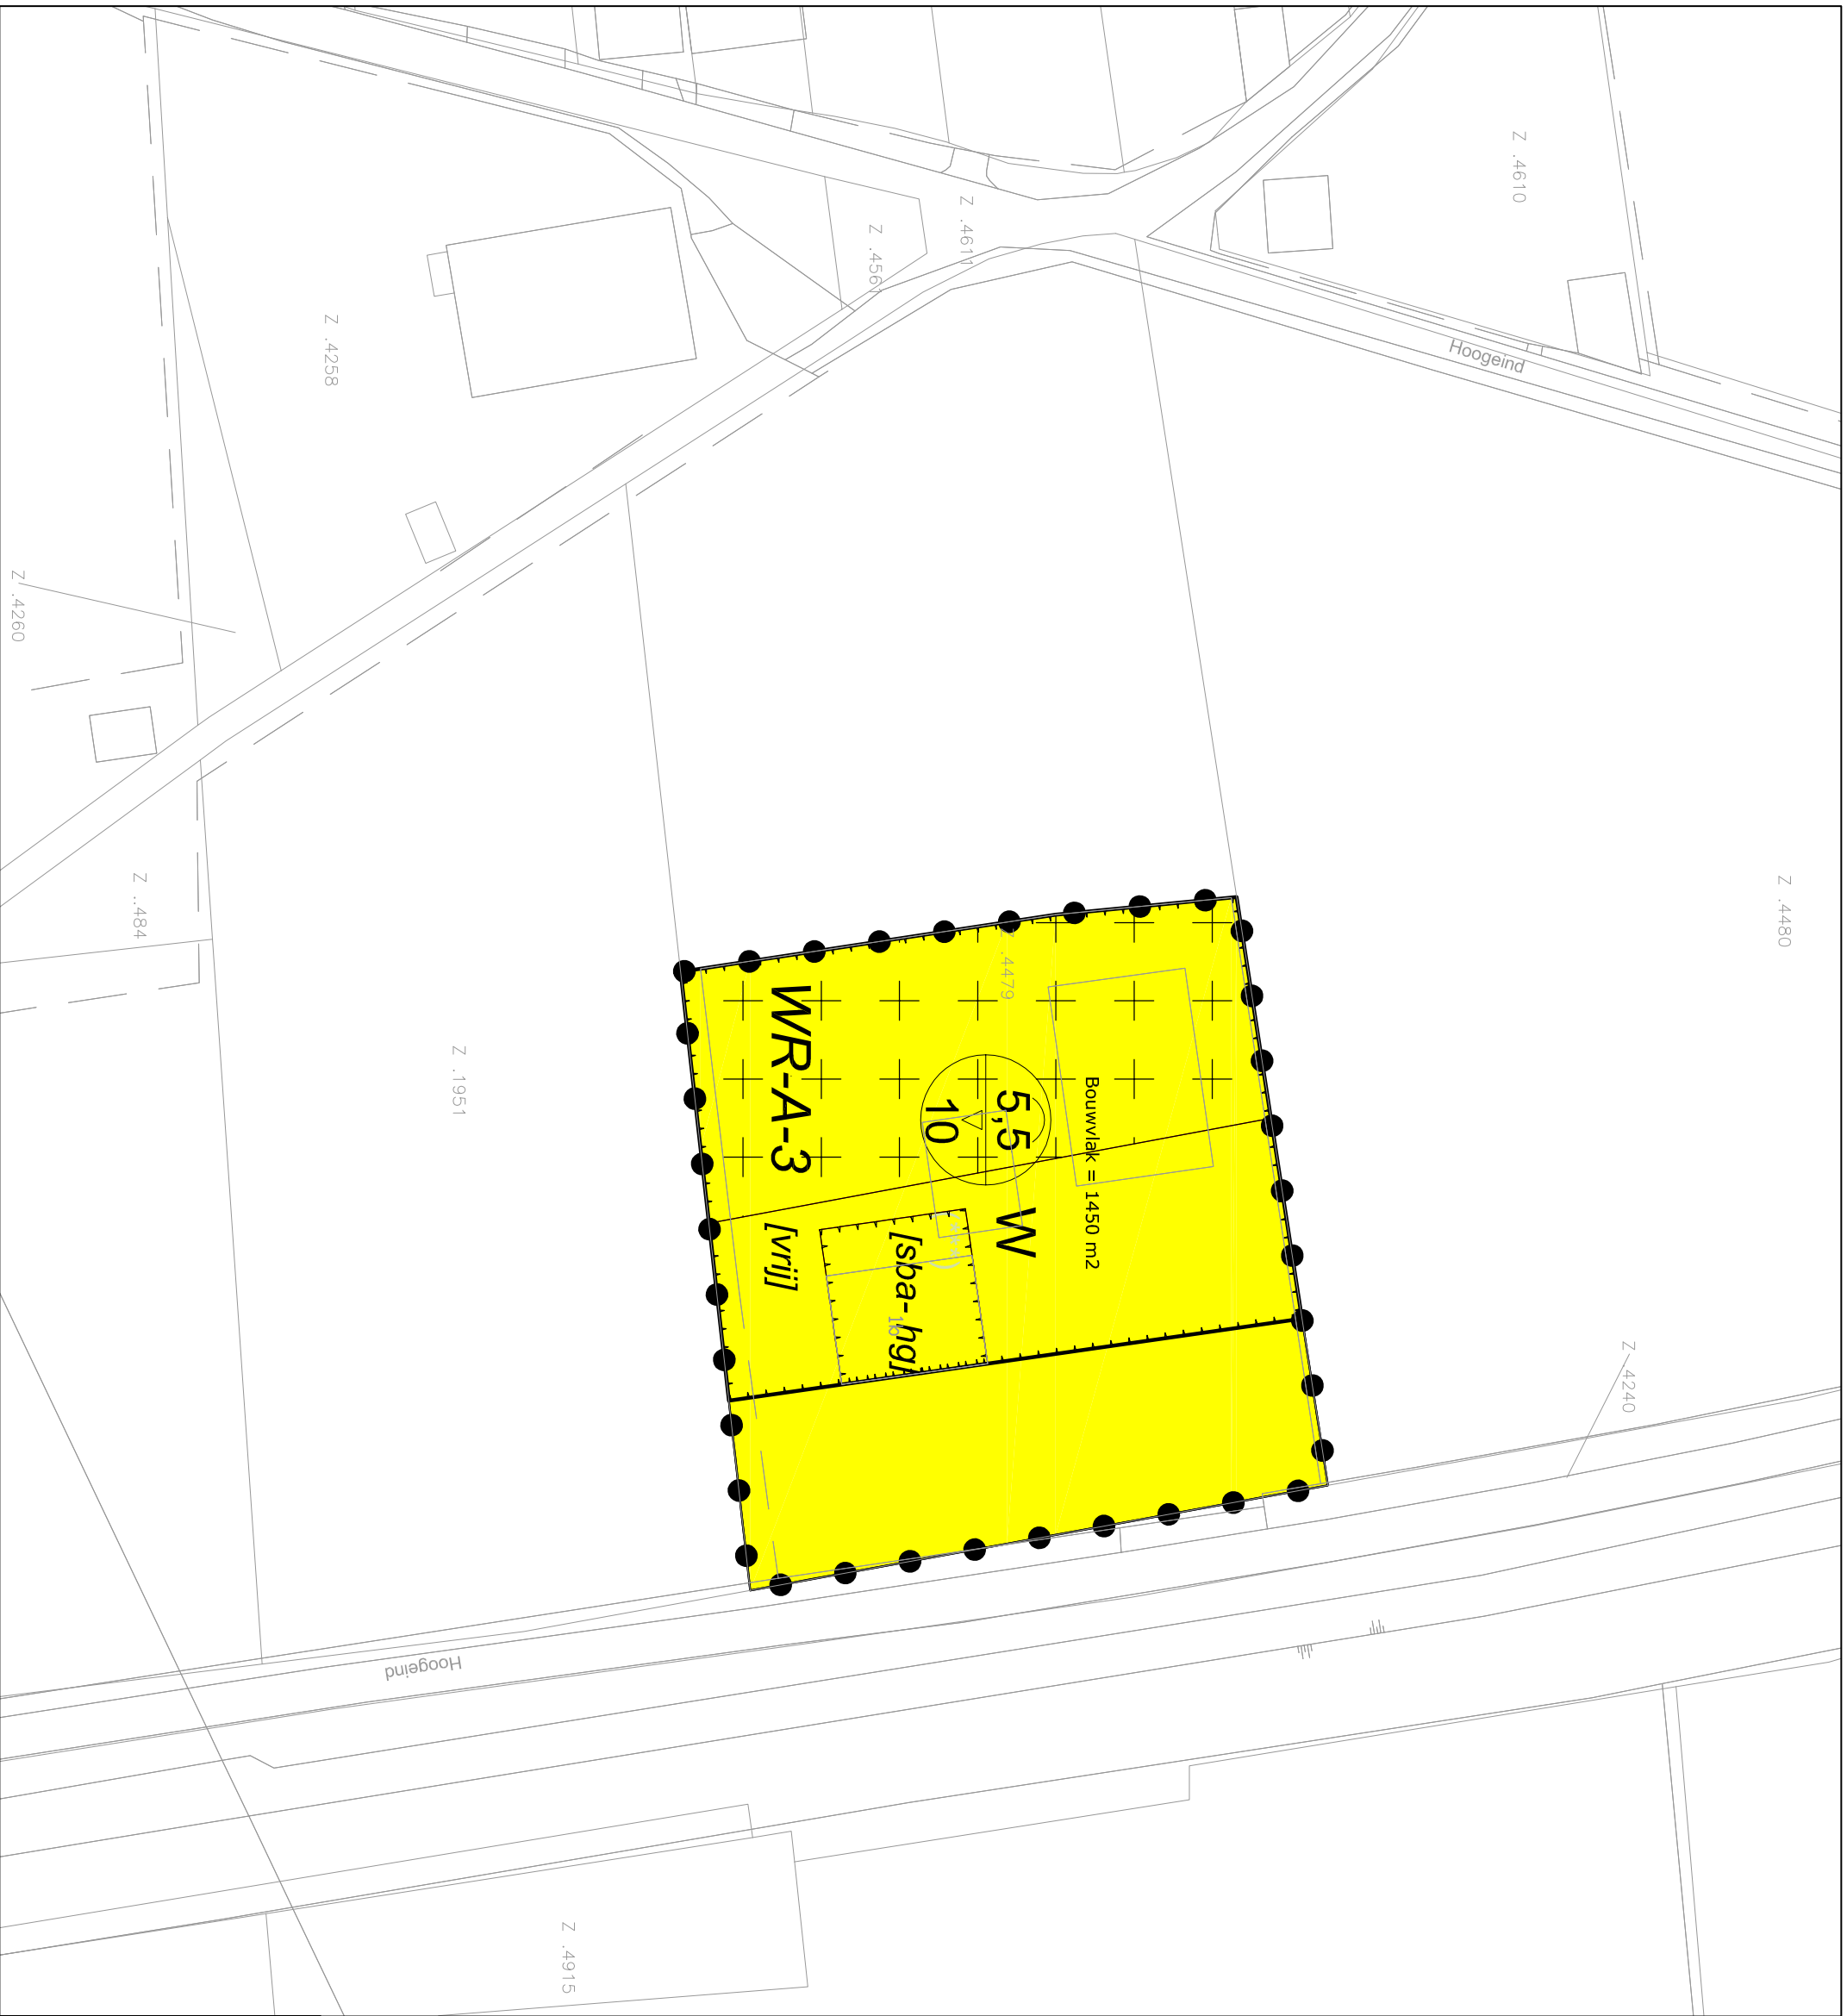 Z .4610
Z .4611
Z .4258
Hoogeind
Z .4260
Z ..484
Z .4480
Z .4479
Z .1951
WR-A-3
5,5
10
Bouwvlak = 1450 m2
W
[vrij]
[sba-hg]
***)
Z .4240
Hoogeind
Z .4915